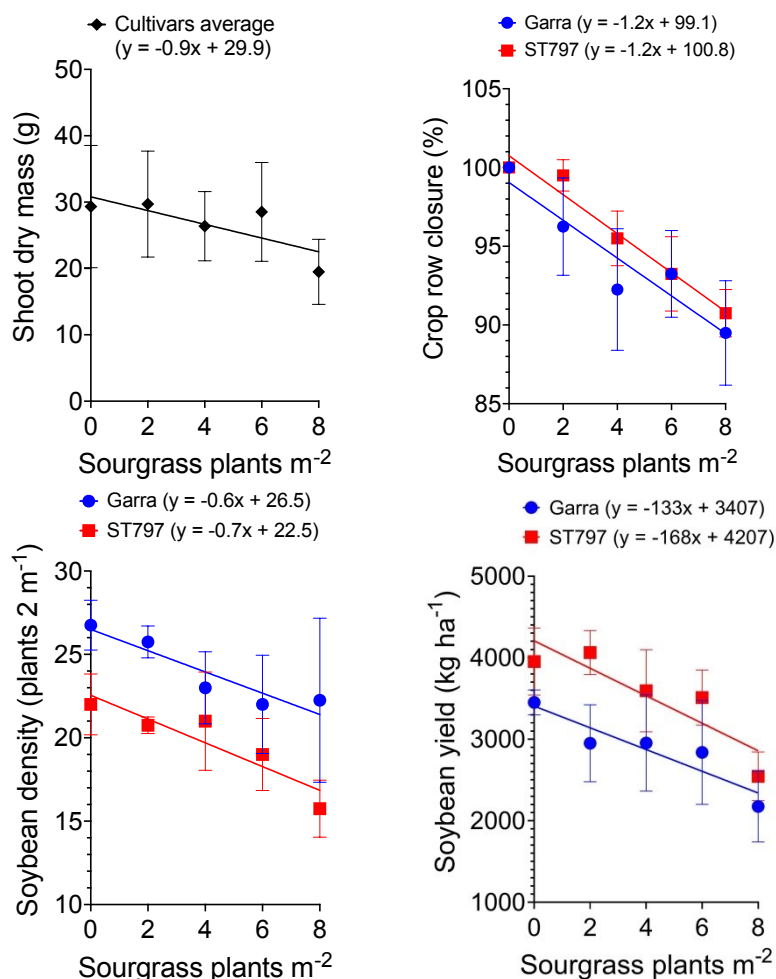 Cultivars average
(y = -0.9x + 29.9)
50
40
30
20
10
0
Shoot dry mass (g)
0 2 4 6 8
Sourgrass plants m-2
Garra (y = -1.2x + 99.1)
ST797 (y = -1.2x + 100.8)
105
100
95
90
85
Crop row closure (%)
0 2 4 6 8
Sourgrass plants m-2
Garra (y = -0.6x + 26.5)
ST797 (y = -0.7x + 22.5)
30
26
22
18
15
10
Soybean density (plants 2 m-1)
0 2 4 6 8
Sourgrass plants m-2
Garra (y = -133x + 3407)
ST797 (y = -168x + 4207)
5000
4000
3000
2000
1000
Soybean yield (kg ha-1)
0 2 4 6 8
Sourgrass plants m-2